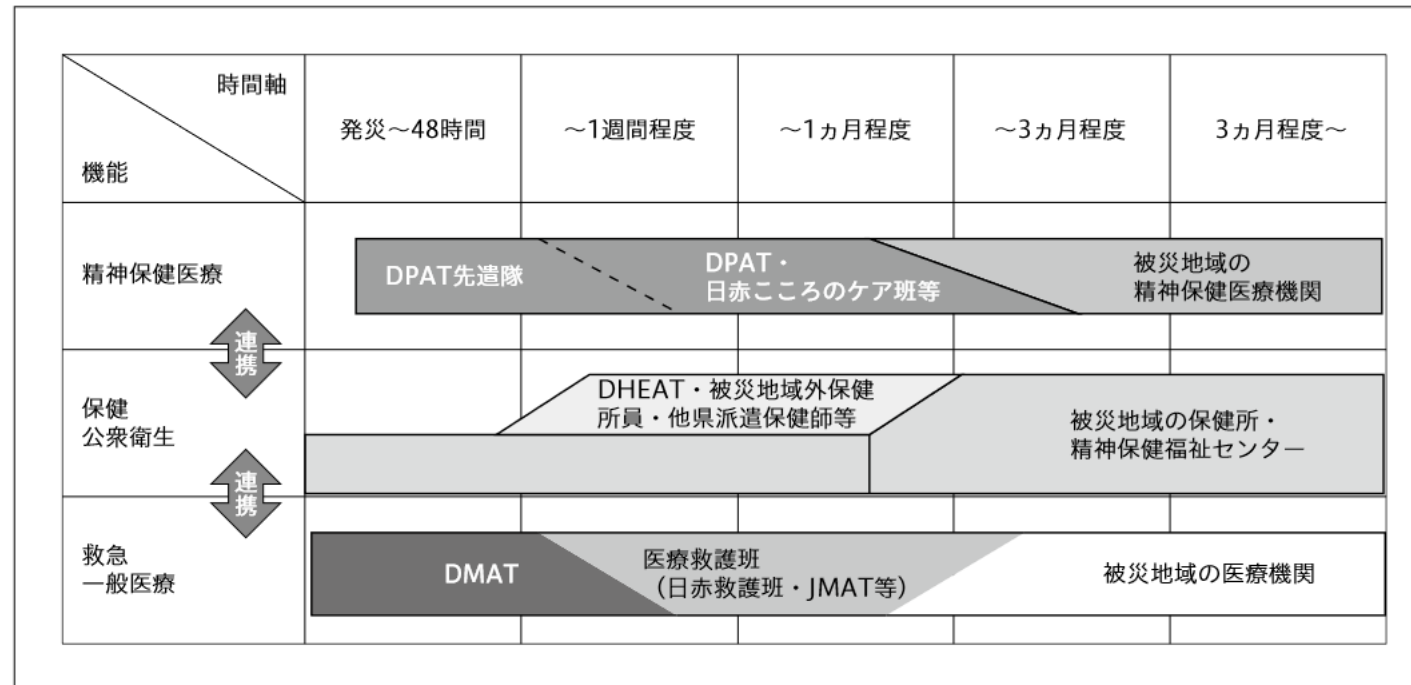 時間軸
機能
発災～48時間
～1週間程度
～1ヵ月程度
～3ヵ月程度
3ヵ月程度～
精神保健医療
DPAT先遣隊
DPAT・
日赤こころのケア班等
被災地域の
精神保健医療機関
連携
保健
公衆衛生
DHEAT・被災地域外保健
所員・他県派遣保健師等
被災地域の保健所・
精神保健福祉センター
連携
救急
一般医療
DMAT
医療救護班
（日赤救護班・JMAT等）
被災地域の医療機関